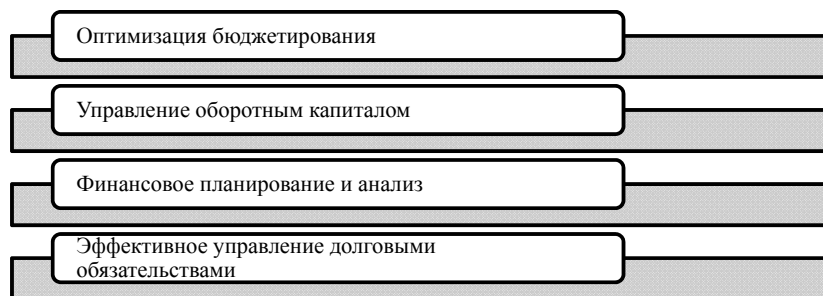 Оптимизация бюджетирования
Управление оборотным капиталом
Финансовое планирование и анализ
Эффективное управление долговыми
обязательствами